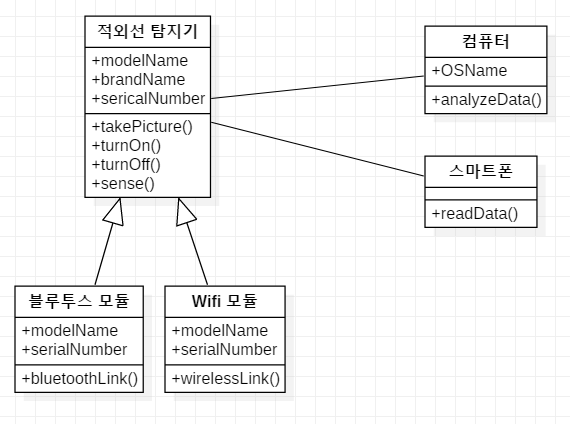 적외선 탐지기
+modelName
+brandName
+sericalNumber
+takePicture()
+turnOn()
+turnOff()
+sense()
컴퓨터
+OSName
+analyzeData()
스마트폰
+readData()
블루투스 모듈
+modelName
+serialNumber
+bluetoothLink()
Wifi 모듈
+modelName
+serialNumber
+wirelessLink()